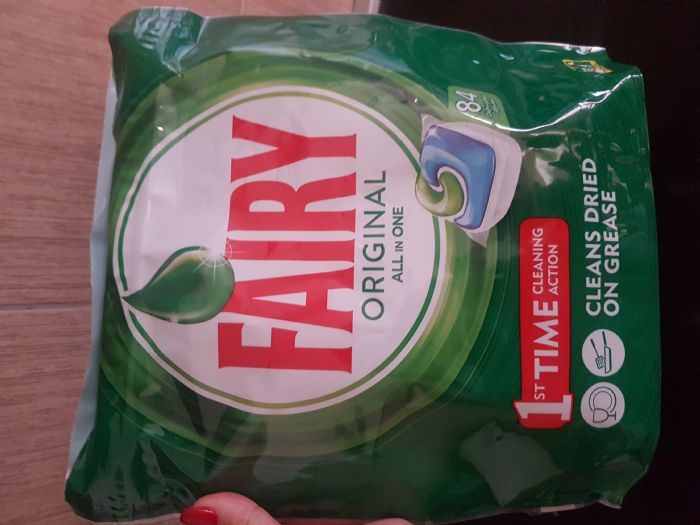 FAIRY
ORIGINAL
ALL IN ONE
84
1ST TIME CLEANING
ACTION
CLEANS DRIED
ON GREASE